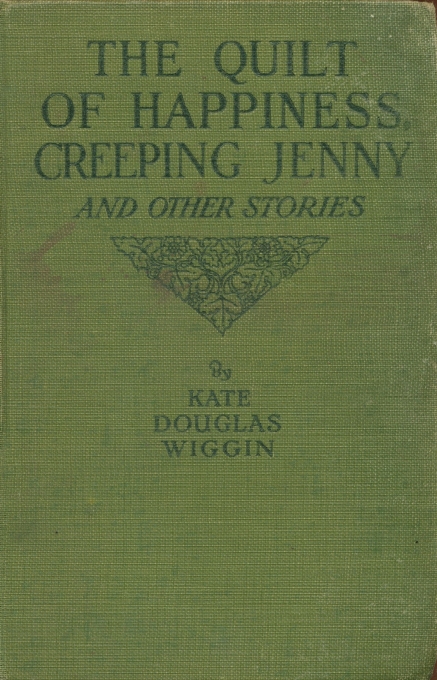 THE QUILT
OF HAPPINESS,
CREEPING JENNY
AND OTHER STORIES
By
KATE
DOUGLAS
WIGGIN